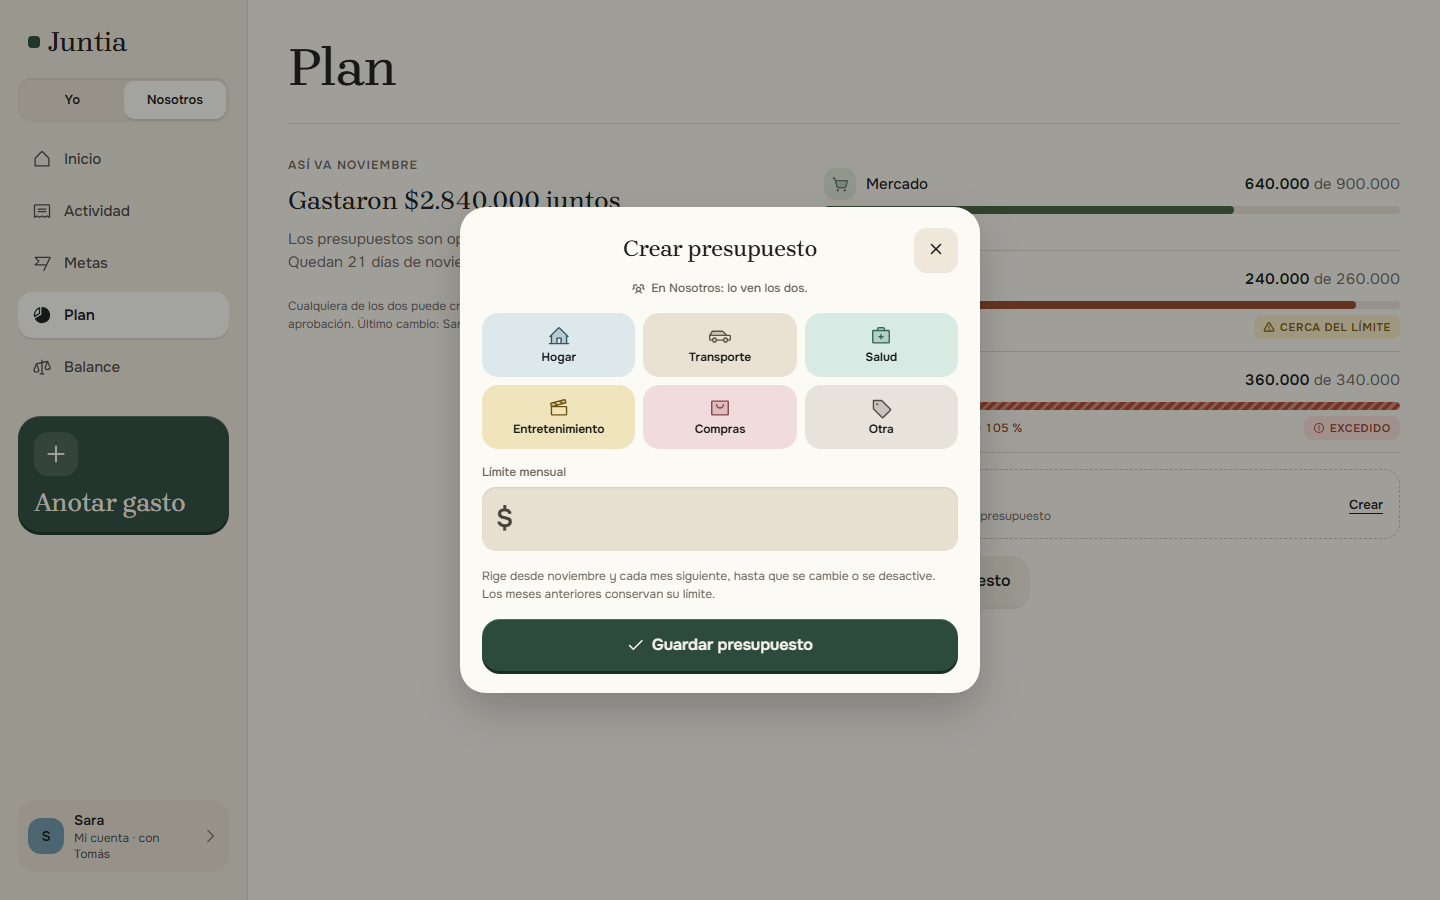 Juntia
Yo
Nosotros
Inicio
Actividad
Metas
Plan
Balance
Anotar gasto
S
Sara
Mi cuenta · con
Tomás
Plan
ASÍ VA NOVIEMBRE
Gastaron $2.840.000 juntos
Los presupuestos son
Quedan 21 días de
Cualquiera de los dos puede
aprobación. Último cambio:
Mercado
640.000 de 900.000
240.000 de 260.000
CERCA DEL LÍMITE
360.000 de 340.000
105 %
EXCEDIDO
presupuesto
Crear
Crear presupuesto
En Nosotros: lo ven los dos.
Hogar
Transporte
Salud
Entretenimiento
Compras
Otra
Límite mensual
$
Rige desde noviembre y cada mes siguiente, hasta que se cambie o se desactive.
Los meses anteriores conservan su límite.
Guardar presupuesto